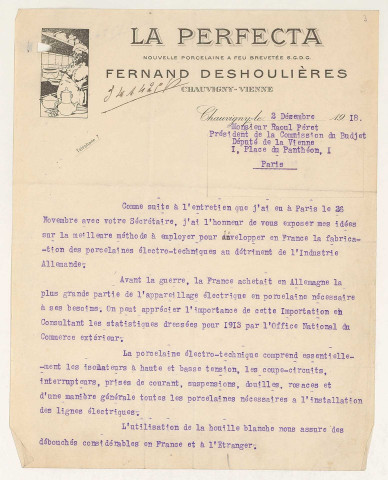 LA PERFECTA
NOUVELLE PORCELAINE A FEU BREVETÉE S.G.D.G.
FERNAND DESHOULIÈRES
CHAUVIGNY-VIENNE
Chauvigny, le 2 Décembre 1918.
Monsieur Raoul Péret
Président de la Commission du Budjet
Député de la Vienne
I, Place du Panthéon, I
Paris
Comme suite à l'entretien que j'ai eu à Paris le 26
Novembre avec votre Sécrétaire, j'ai l'honneur de vous exposer mes idées
sur la meilleure méthode à employer pour développer en France la fabrica-
-tion des porcelaines électro-techniques au détriment de l'Industrie
Allemande.
Avant la guerre, la France achetait en Allemagne la
plus grande partie de l'appareillage électrique en porcelaine nécessaire
à ses besoins. On peut apprécier l'importance de cette Importation en
Consultant les statistiques dressées pour 1913 par l'Office National du
Commerce extérieur.
La porcelaine électro-technique comprend essentielle-
-ment les isolateurs à haute et basse tension, les coupe-circuits,
interrupteurs, prises de courant, suspensions, douilles, rosaces et
d'une manière générale toutes les porcelaines nécessaires a l'installation
des lignes électriques.
L'utilisation de la houille blanche nous assure des
débouchés considérables en France et à l'Etranger.